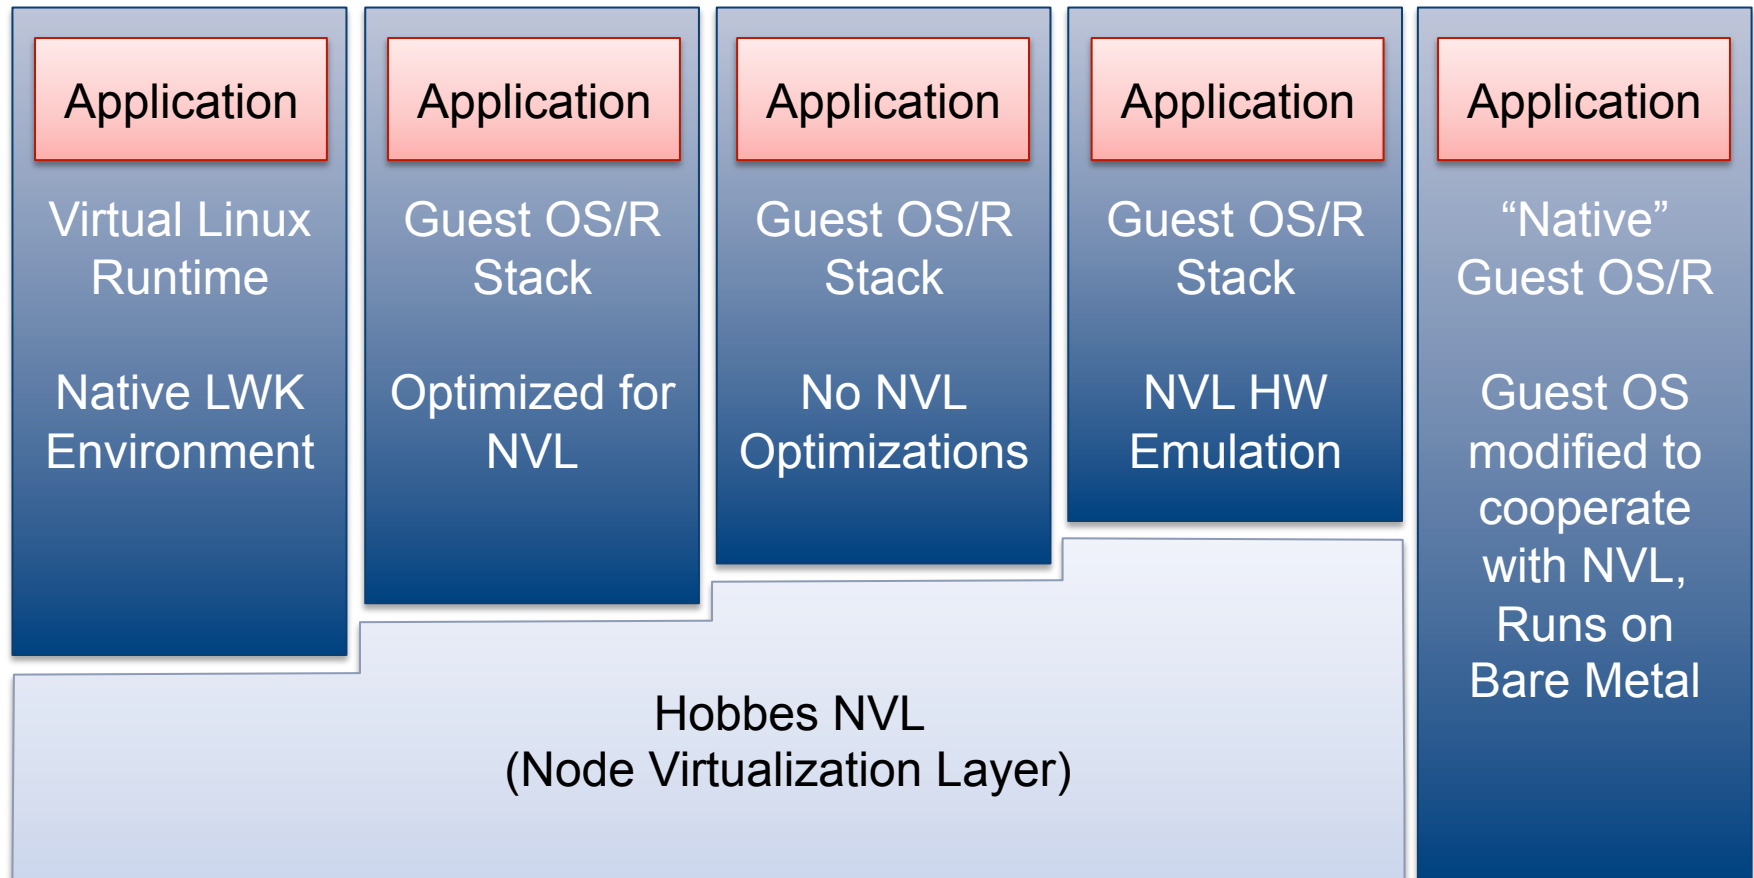 Application
Virtual Linux
Runtime
Native LWK
Environment
Application
Guest OS/R
Stack
Optimized for
NVL
Application
Guest OS/R
Stack
No NVL
Optimizations
Application
Guest OS/R
Stack
NVL HW
Emulation
Application
“Native”
Guest OS/R
Guest OS
modified to
cooperate
with NVL,
Runs on
Bare Metal
Hobbes NVL
(Node Virtualization Layer)